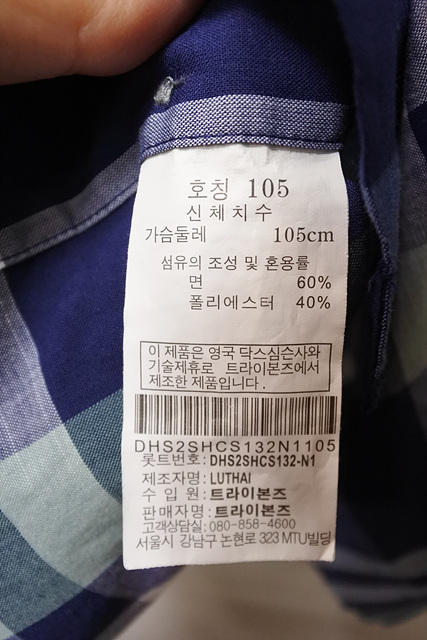 호칭 105
신체치수
가슴둘레 105cm
섬유의 조성 및 혼용률
면 60%
폴리에스터 40%
이 제품은 영국 닥스심슨사와
기술제휴로 트라이본즈에서
제조한 제품입니다.
DHS2SHCS132N1105
롯트번호: DHS2SHCS132-N1
제조자명: LUTHAI
수 입 원: 트라이본즈
판매자명: 트라이본즈
고객상담실: 080-858-4600
서울시 강남구 논현로 323 MTU빌딩